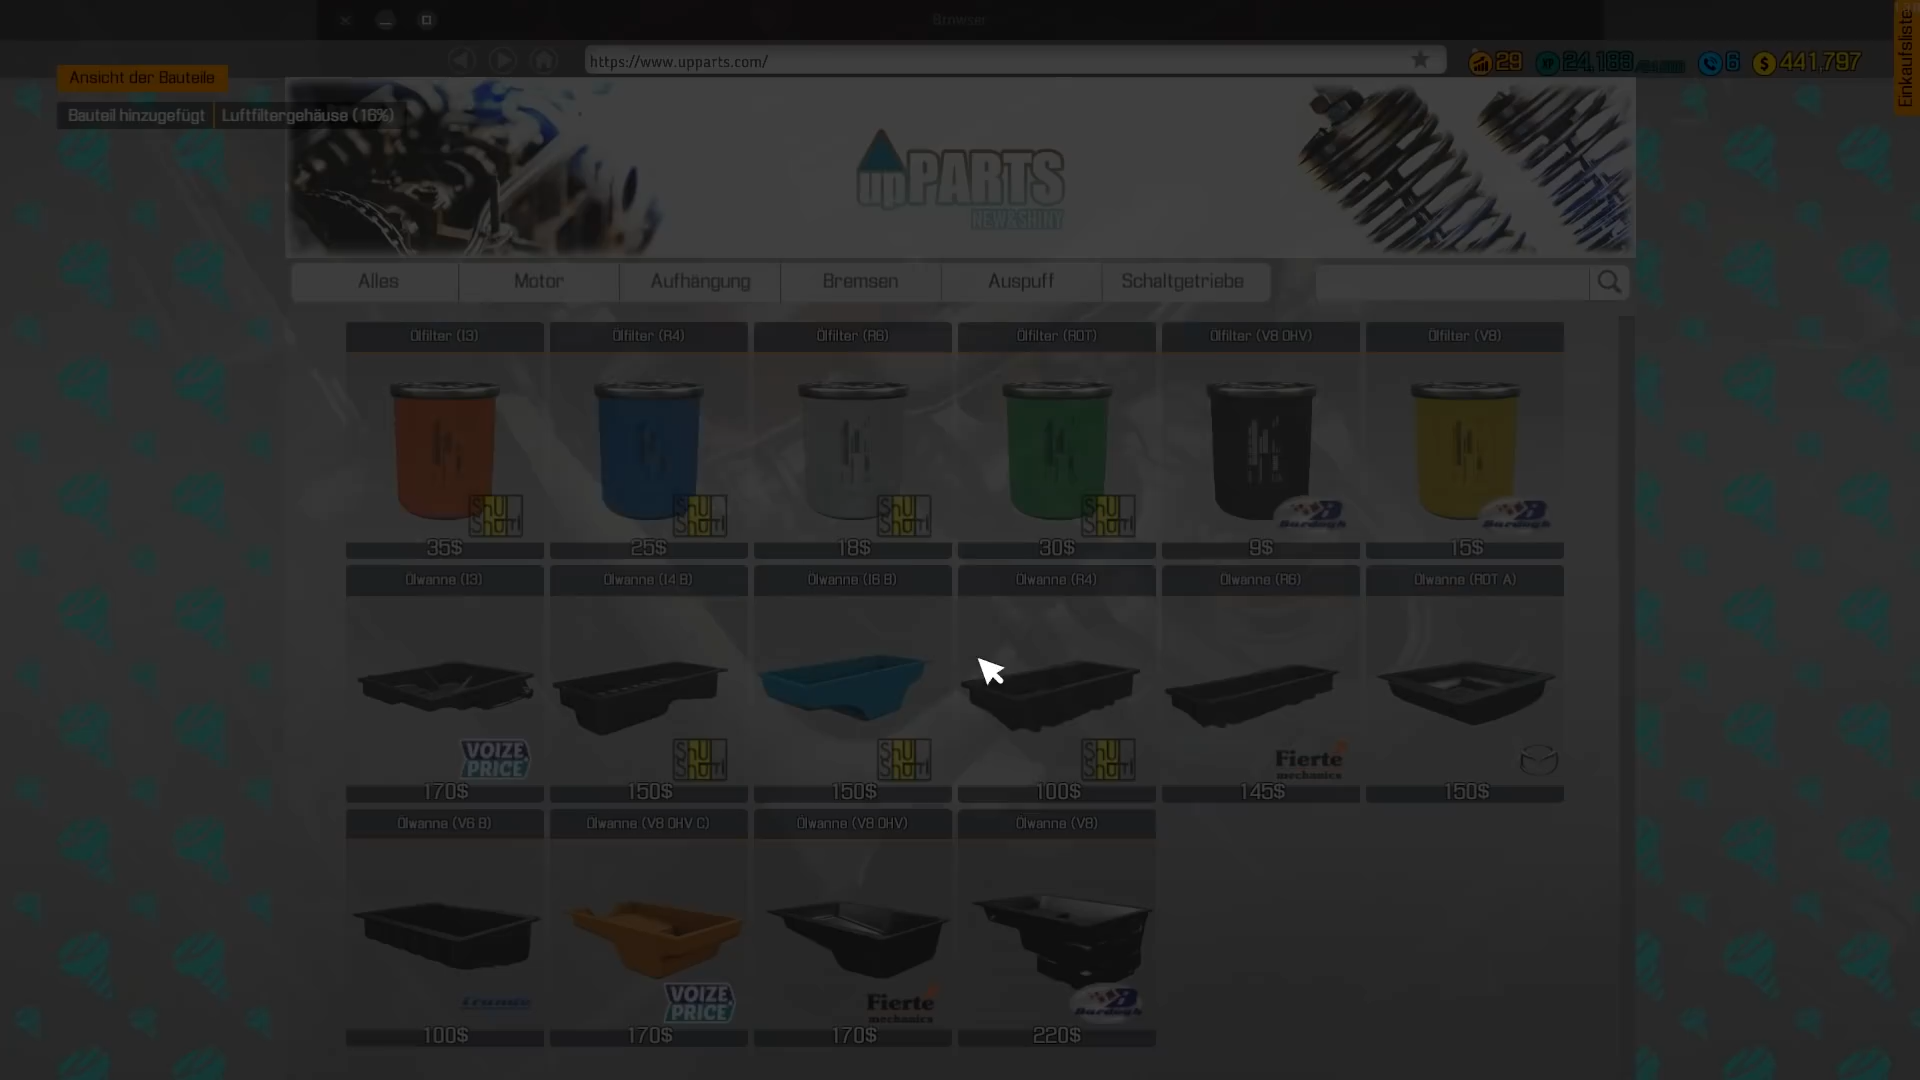 Browser
https://www.upparts.com/
29
24,188
6
441,797
Einkaufsliste
Ansicht der Bauteile
Bauteil hinzugefügt
Luftfiltergehäuse (16%)
upPARTS
NEW&SHINY
Alles
Motor
Aufhängung
Bremsen
Auspuff
Schaltgetriebe
Ölfilter (I3)
Ölfilter (R4)
Ölfilter (R6)
Ölfilter (ROT)
Ölfilter (V8 OHV)
Ölfilter (V8)
35$
25$
18$
30$
9$
15$
Ölwanne (I3)
Ölwanne (I4 B)
Ölwanne (I6 B)
Ölwanne (R4)
Ölwanne (R6)
Ölwanne (ROT A)
VOIZE
PRICE
Fierte
mechanics
170$
150$
150$
100$
145$
150$
Ölwanne (V6 B)
Ölwanne (V8 OHV C)
Ölwanne (V8 OHV)
Ölwanne (V8)
VOIZE
PRICE
Fierte
mechanics
100$
170$
170$
220$